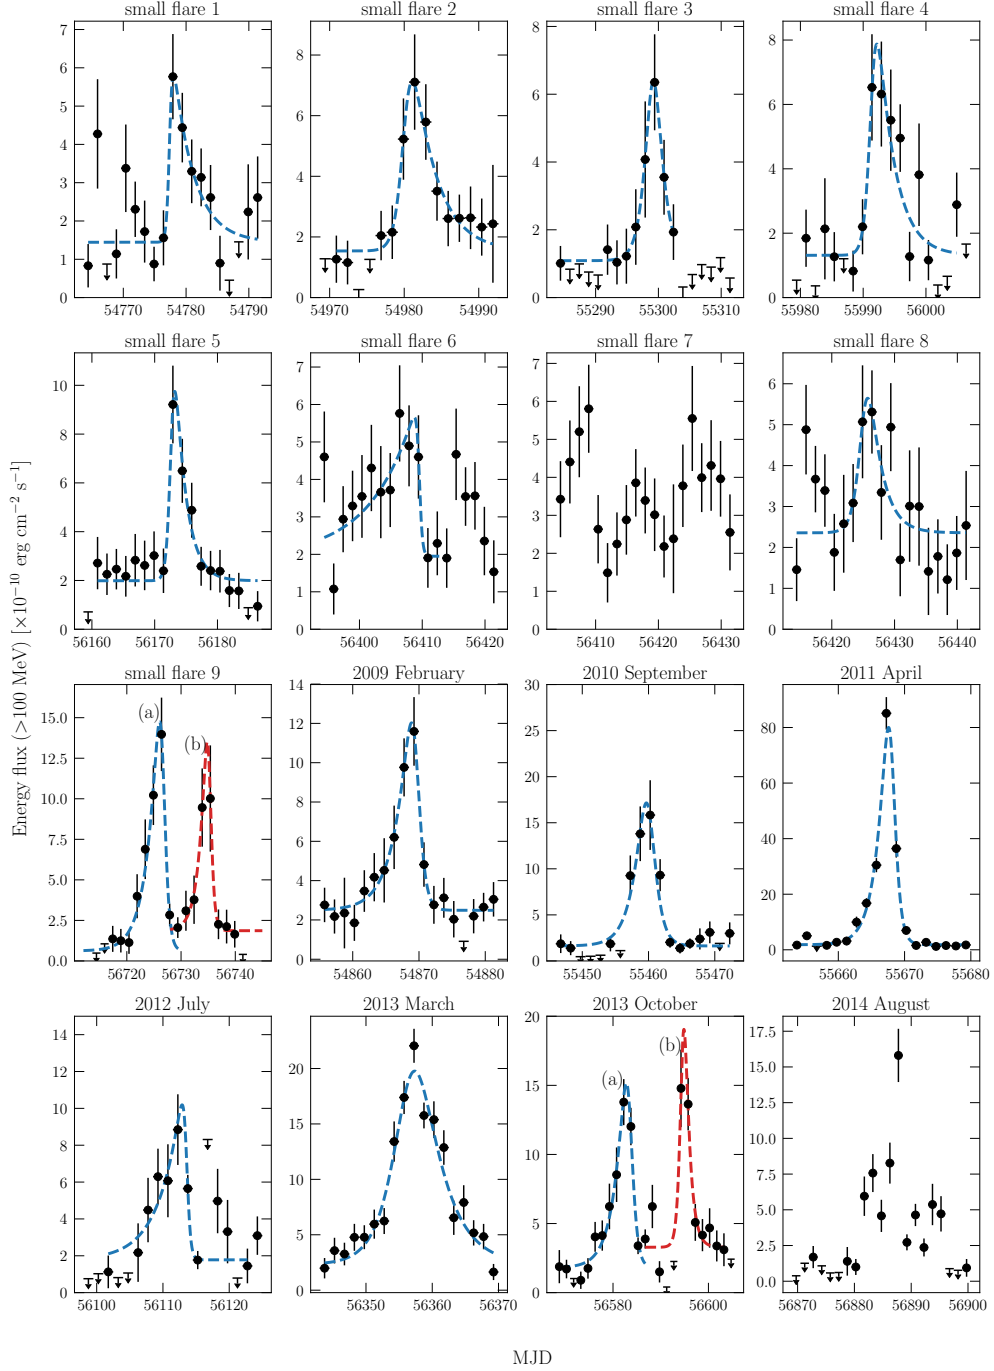 small flare 1 small flare 2 small flare 3 small flare 4
7 6 5 4 3 2 1 0
8 6 4 2 0
8 6 4 2 0
8 6 4 2 0
54770 54780 54790 54970 54980 54990 55290 55300 55310 55980 55990 56000
small flare 5 small flare 6 small flare 7 small flare 8
10 8 6 4 2 0
7 6 5 4 3 2 1 0
7 6 5 4 3 2 1 0
8 6 4 2 0
56160 56170 56180 56400 56410 56420 56410 56420 56430 56420 56430 56440
Energy flux (>100 MeV) [×10⁻¹⁰ erg cm⁻² s⁻¹]
small flare 9 2009 February 2010 September 2011 April
(a)
(b)
15.0 12.5 10.0 7.5 5.0 2.5 0.0
14 12 10 8 6 4 2 0
30 25 20 15 10 5 0
80 60 40 20 0
56720 56730 56740 54860 54870 54880 55450 55460 55470 55660 55670 55680
2012 July 2013 March 2013 October 2014 August
(b)
(a)
14 12 10 8 6 4 2 0
20 15 10 5 0
20 15 10 5 0
17.5 15.0 12.5 10.0 7.5 5.0 2.5 0.0
56100 56110 56120 56350 56360 56370 56580 56600 56870 56880 56890 56900
MJD